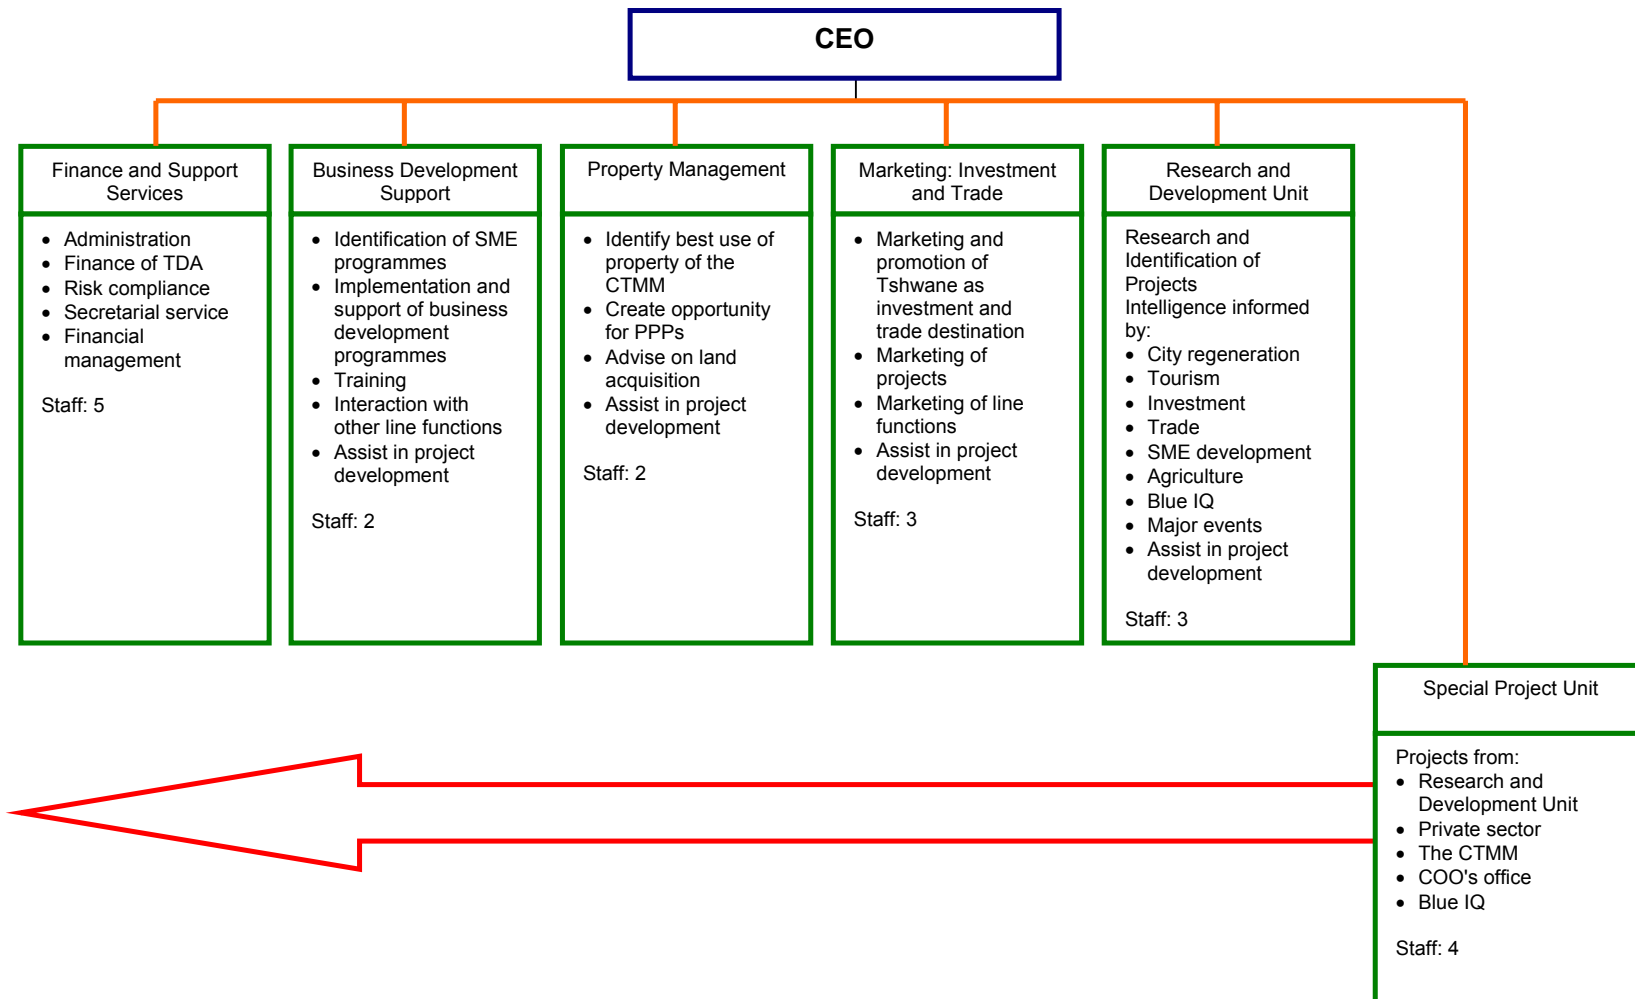 CEO
Finance and Support
Services
• Administration
• Finance of TDA
• Risk compliance
• Secretarial service
• Financial
management
Staff: 5
Business Development
Support
• Identification of SME
programmes
• Implementation and
support of business
development
programmes
• Training
• Interaction with
other line functions
• Assist in project
development
Staff: 2
Property Management
• Identify best use of
property of the
CTMM
• Create opportunity
for PPPs
• Advise on land
acquisition
• Assist in project
development
Staff: 2
Marketing: Investment
and Trade
• Marketing and
promotion of
Tshwane as
investment and
trade destination
• Marketing of
projects
• Marketing of line
functions
• Assist in project
development
Staff: 3
Research and
Development Unit
Research and
Identification of
Projects
Intelligence informed
by:
• City regeneration
• Tourism
• Investment
• Trade
• SME development
• Agriculture
• Blue IQ
• Major events
• Assist in project
development
Staff: 3
Special Project Unit
Projects from:
• Research and
Development Unit
• Private sector
• The CTMM
• COO's office
• Blue IQ
Staff: 4